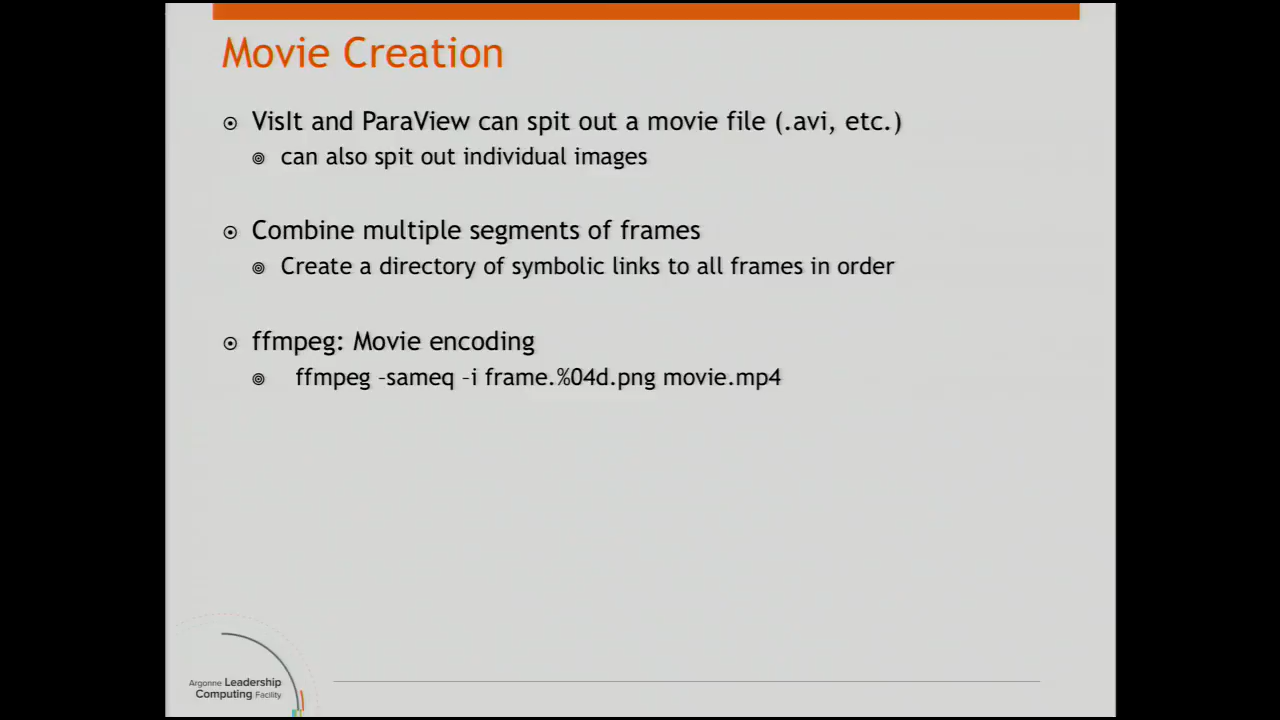 Movie Creation
VisIt and ParaView can spit out a movie file (.avi, etc.)
can also spit out individual images
Combine multiple segments of frames
Create a directory of symbolic links to all frames in order
ffmpeg: Movie encoding
ffmpeg –sameq –i frame.%04d.png movie.mp4
Argonne Leadership
Computing Facility